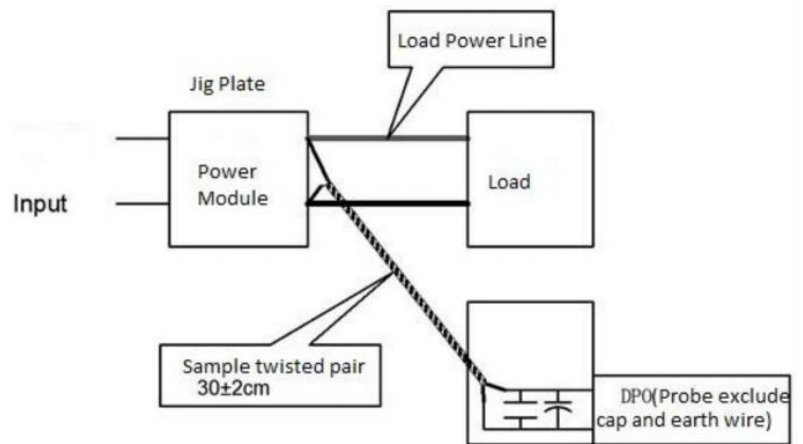 Load Power Line
Jig Plate
Power
Module
Load
Input
Sample twisted pair
30±2cm
DPO(Probe exclude
cap and earth wire)